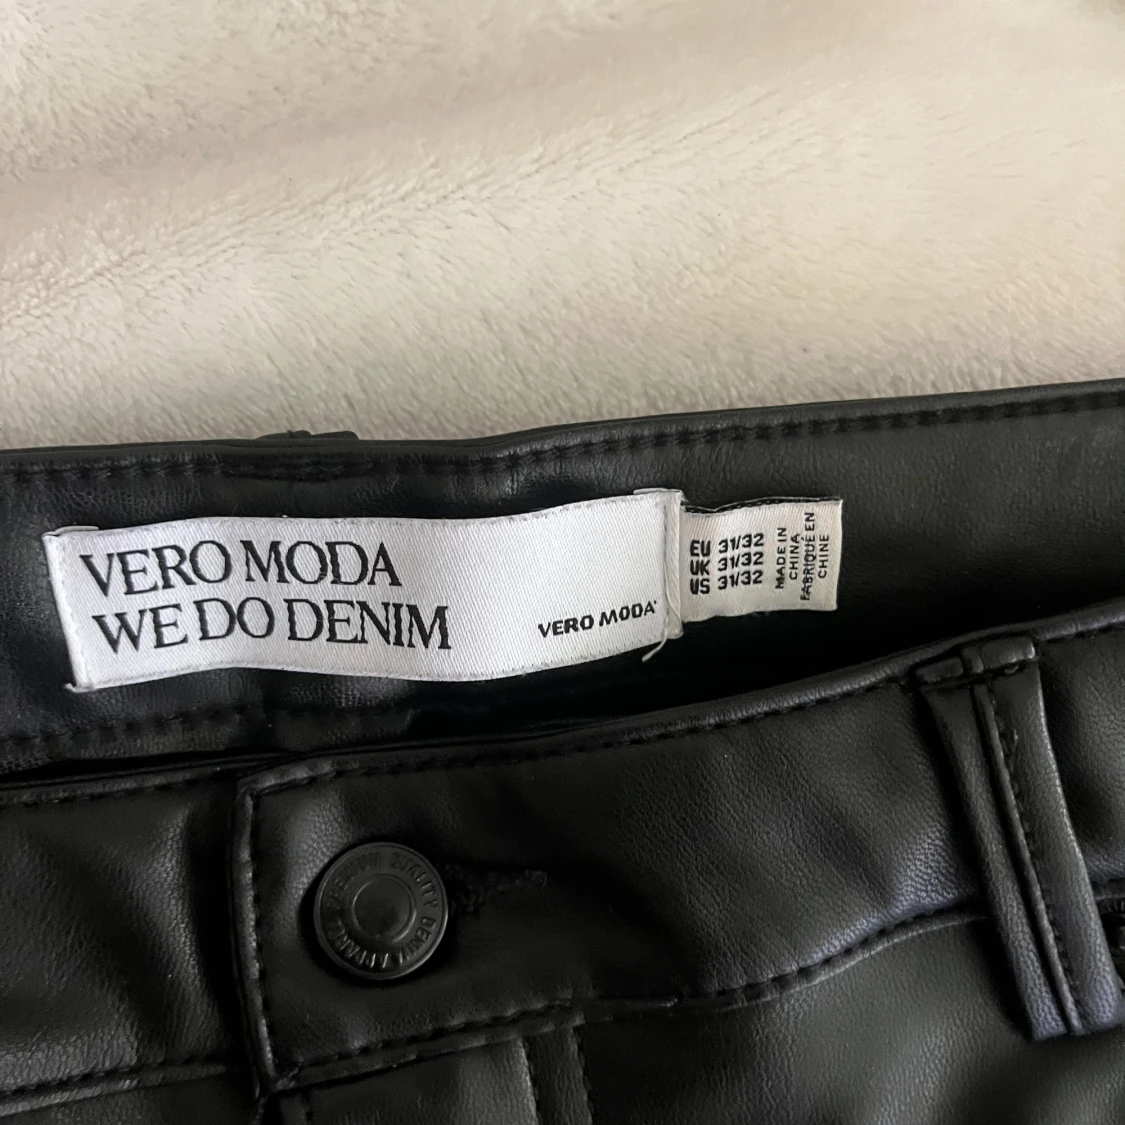 VERO MODA
WE DO DENIM
VERO MODA
EU 31/32
UK 31/32
US 31/32
MADE IN
CHINA
FABRIQUÉ EN
CHINE